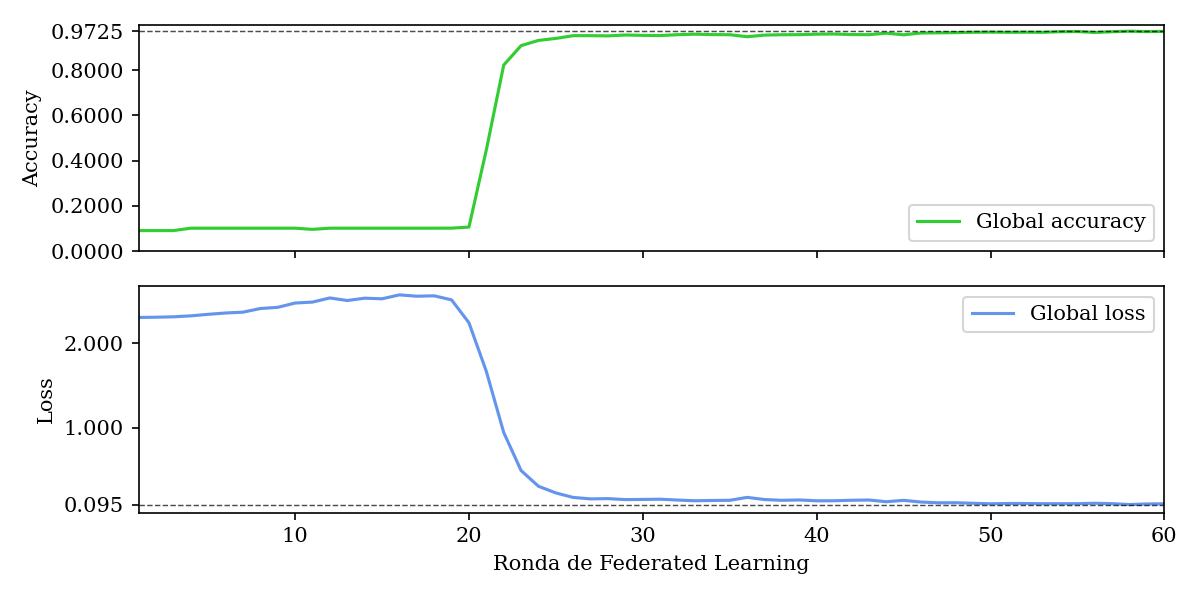 0.9725
0.8000
0.6000
0.4000
0.2000
0.0000
Accuracy
Global accuracy
2.000
1.000
0.095
Loss
Global loss
10 20 30 40 50 60
Ronda de Federated Learning